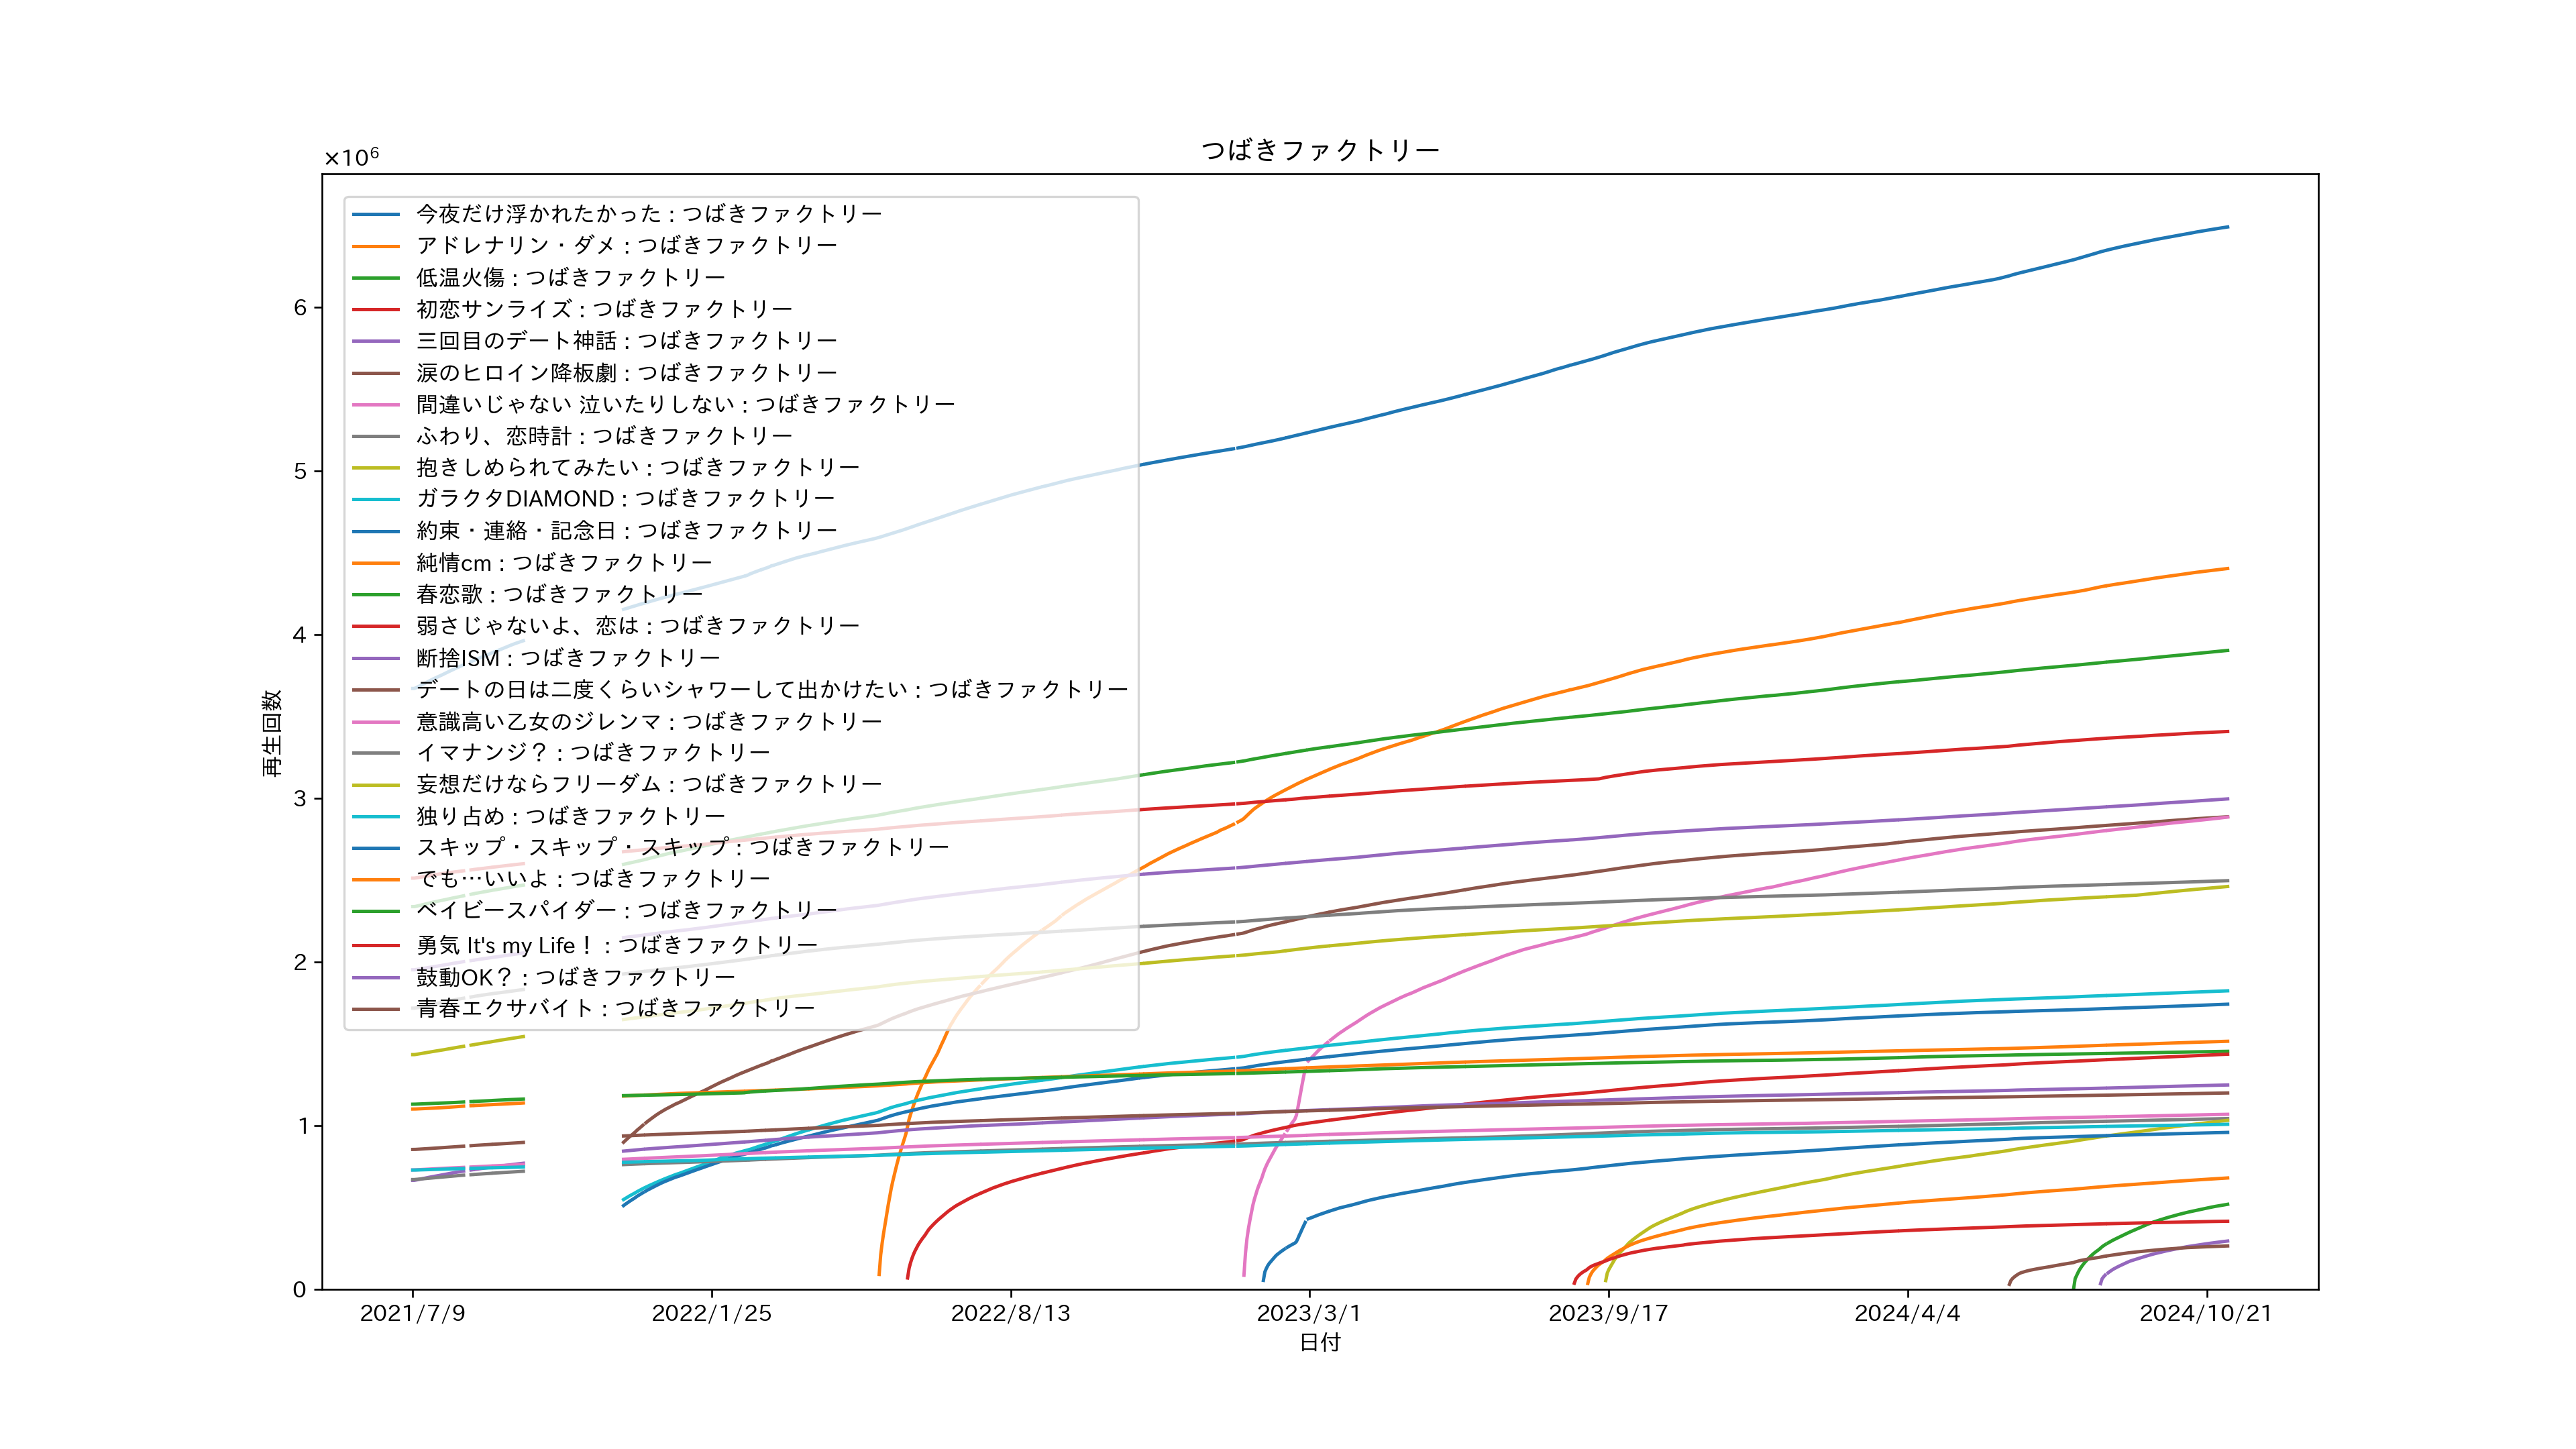 つばきファクトリー
×10⁶
今夜だけ浮かれたかった : つばきファクトリー
アドレナリン・ダメ : つばきファクトリー
低温火傷 : つばきファクトリー
初恋サンライズ : つばきファクトリー
三回目のデート神話 : つばきファクトリー
涙のヒロイン降板劇 : つばきファクトリー
間違いじゃない 泣いたりしない : つばきファクトリー
ふわり、恋時計 : つばきファクトリー
抱きしめられてみたい : つばきファクトリー
ガラクタDIAMOND : つばきファクトリー
約束・連絡・記念日 : つばきファクトリー
純情cm : つばきファクトリー
春恋歌 : つばきファクトリー
弱さじゃないよ、恋は : つばきファクトリー
断捨ISM : つばきファクトリー
デートの日は二度くらいシャワーして出かけたい : つばきファクトリー
意識高い乙女のジレンマ : つばきファクトリー
イマナンジ？ : つばきファクトリー
妄想だけならフリーダム : つばきファクトリー
独り占め : つばきファクトリー
スキップ・スキップ・スキップ : つばきファクトリー
でも…いいよ : つばきファクトリー
ベイビースパイダー : つばきファクトリー
勇気 It's my Life！ : つばきファクトリー
鼓動OK？ : つばきファクトリー
青春エクサバイト : つばきファクトリー
再生回数
6
5
4
3
2
1
0
2021/7/9
2022/1/25
2022/8/13
2023/3/1
2023/9/17
2024/4/4
2024/10/21
日付